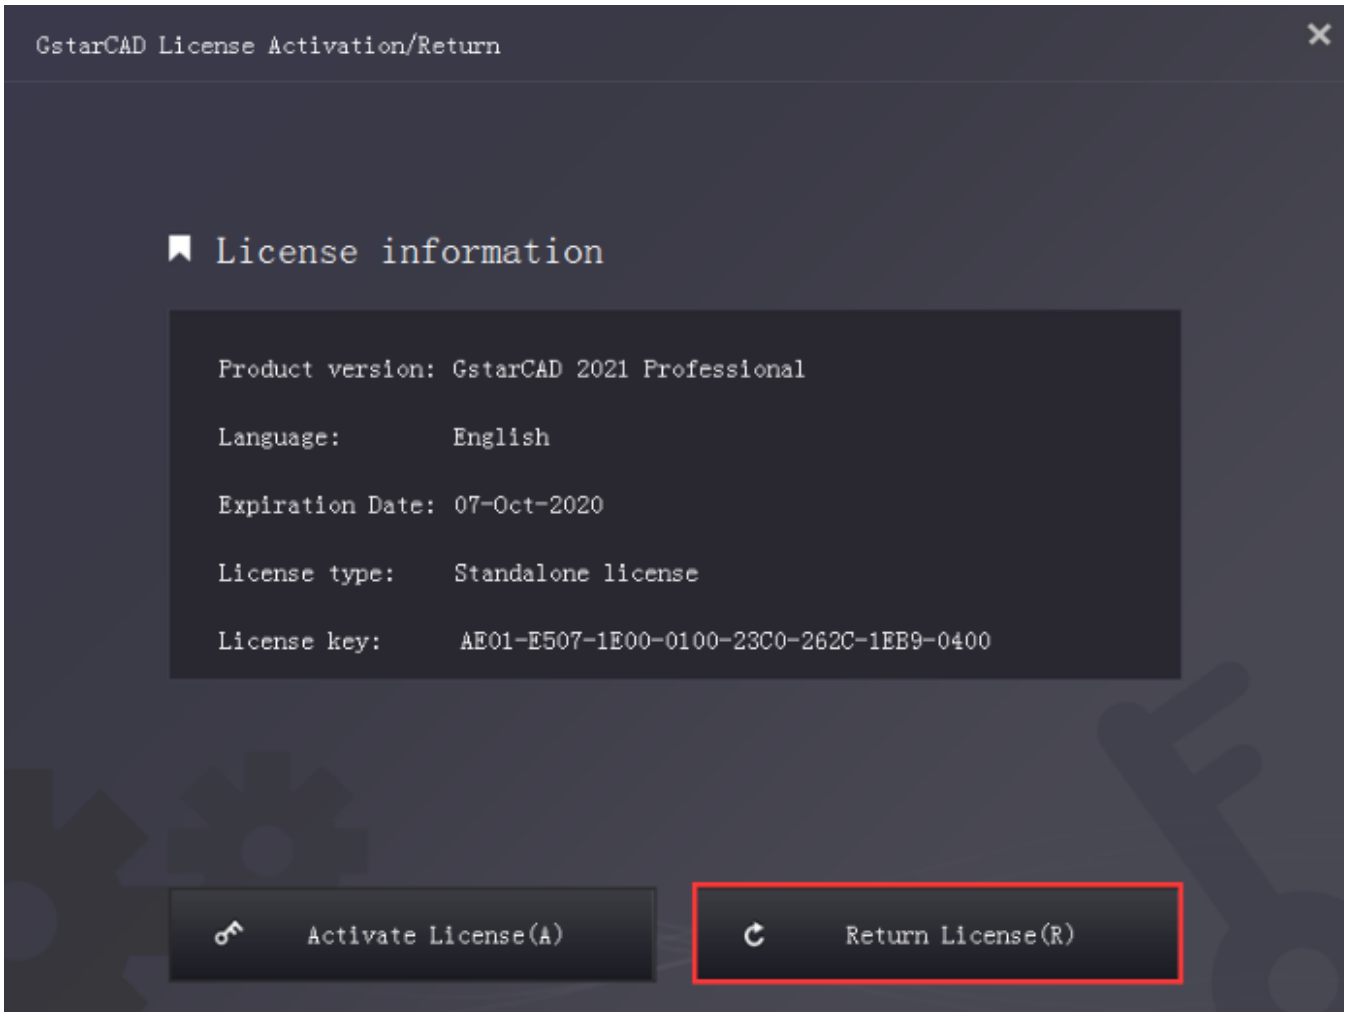 GstarCAD License Activation/Return
License information
Product version: GstarCAD 2021 Professional
Language: English
Expiration Date: 07-Oct-2020
License type: Standalone license
License key: AE01-E507-1E00-0100-23C0-262C-1EB9-0400
Activate License(A)
Return License(R)